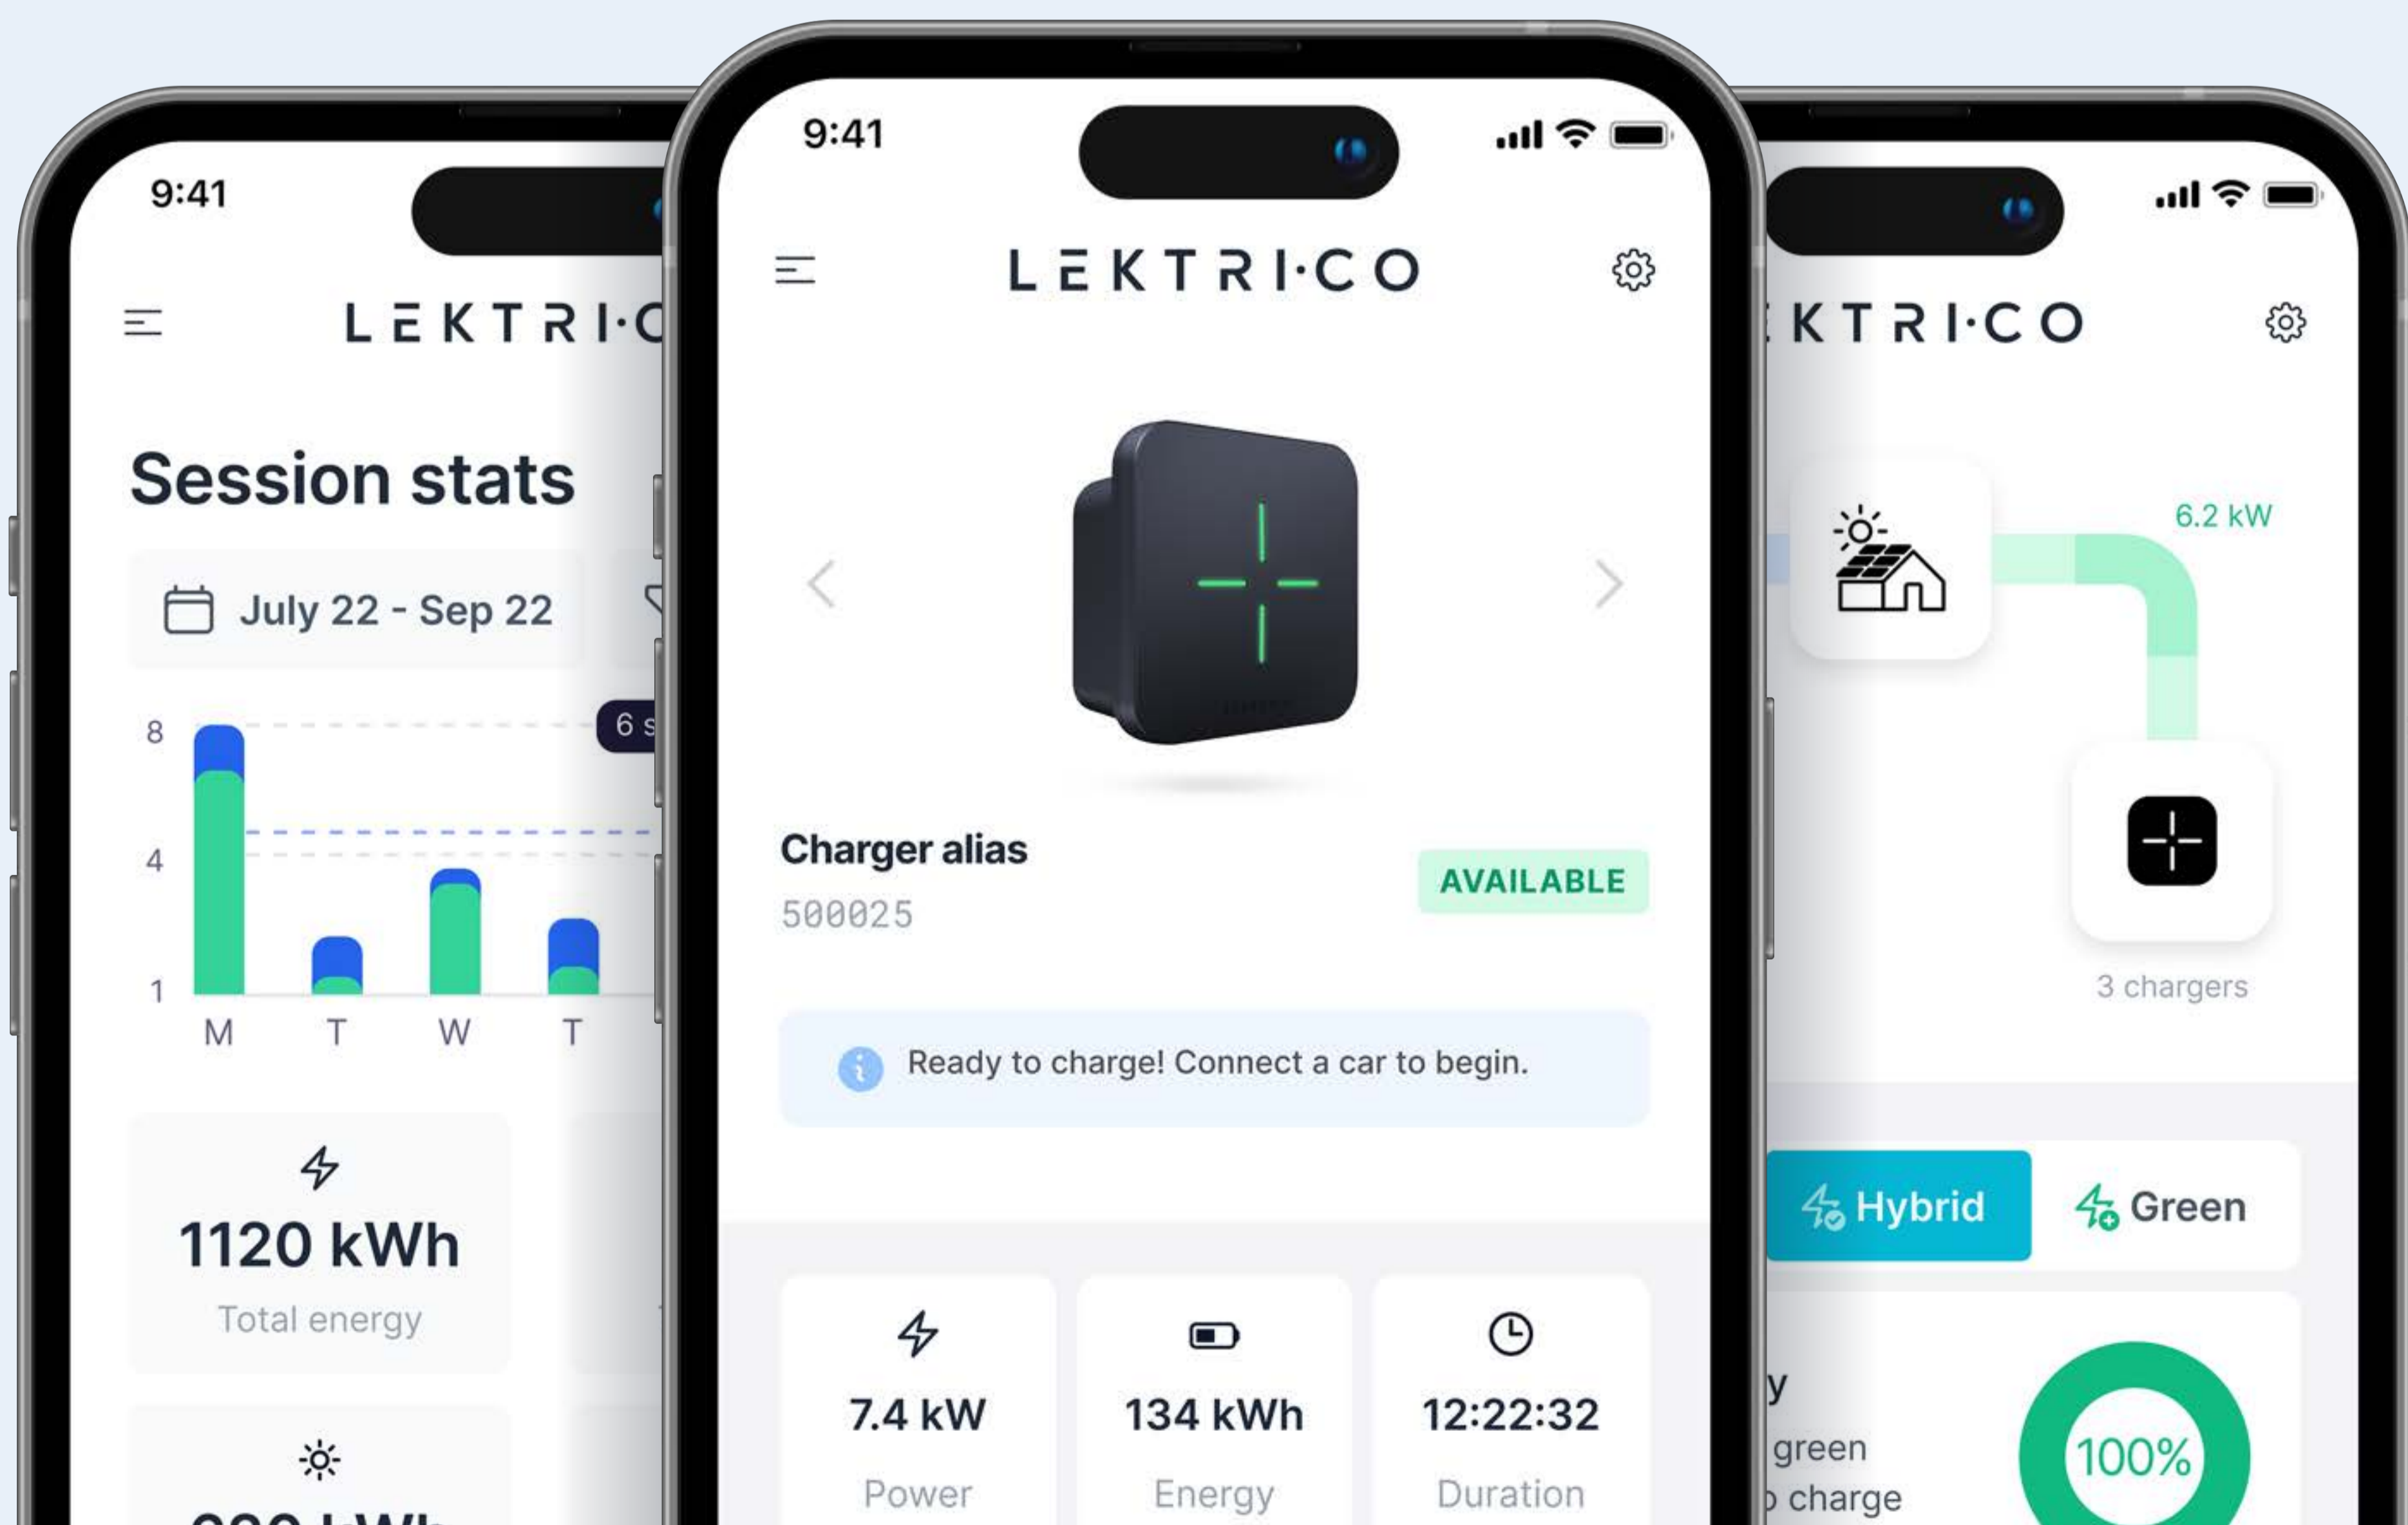 9:41
LEKTRI·C
Session stats
July 22 - Sep 22
8
6
4
1
M T W T
1120 kWh
Total energy
kWh
9:41
LEKTRI·CO
Charger alias
500025
AVAILABLE
Ready to charge! Connect a car to begin.
7.4 kW
Power
134 kWh
Energy
12:22:32
Duration
KTRI·CO
6.2 kW
3 chargers
Hybrid
Green
green
charge
100%